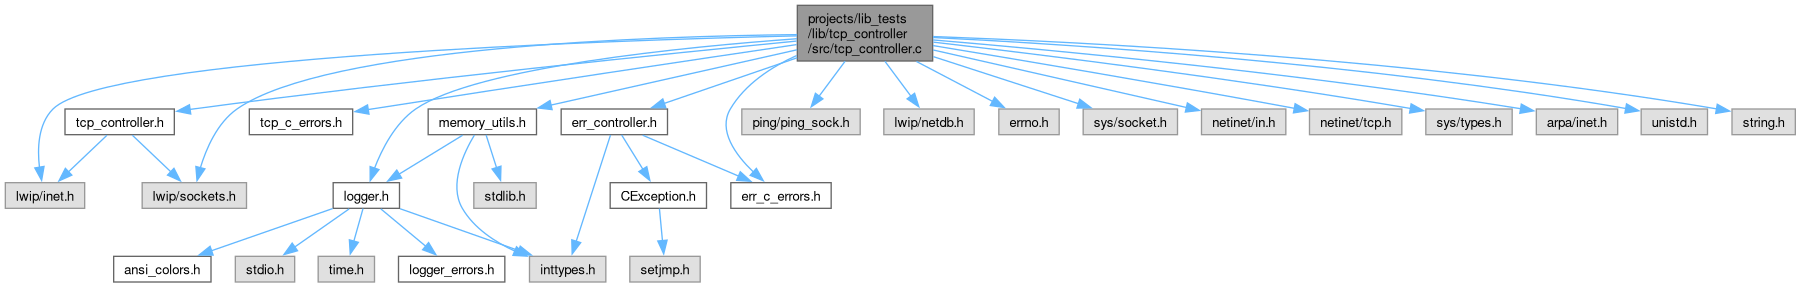 projects/lib_tests
/lib/tcp_controller
/src/tcp_controller.c
tcp_controller.h
tcp_c_errors.h
memory_utils.h
err_controller.h
ping/ping_sock.h
lwip/netdb.h
errno.h
sys/socket.h
netinet/in.h
netinet/tcp.h
sys/types.h
arpa/inet.h
unistd.h
string.h
lwip/inet.h
lwip/sockets.h
logger.h
stdlib.h
CException.h
err_c_errors.h
ansi_colors.h
stdio.h
time.h
logger_errors.h
inttypes.h
setjmp.h